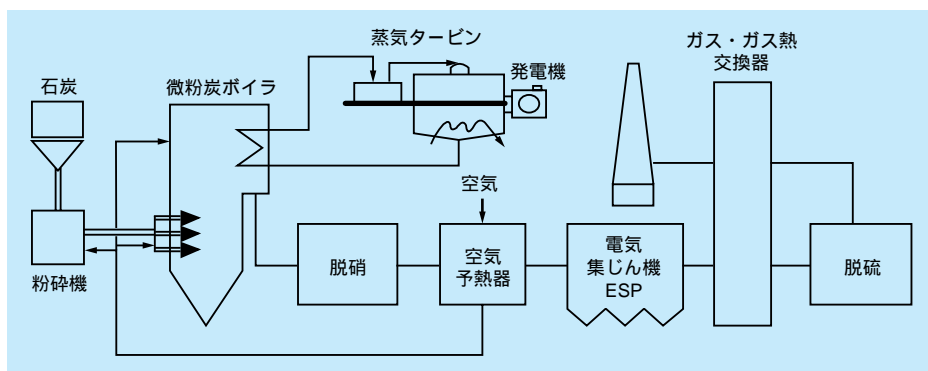 石炭
粉砕機
微粉炭ボイラ
蒸気タービン
発電機
脱硝
空気
空気
予熱器
電気
集じん機
ESP
ガス・ガス熱
交換器
脱硫